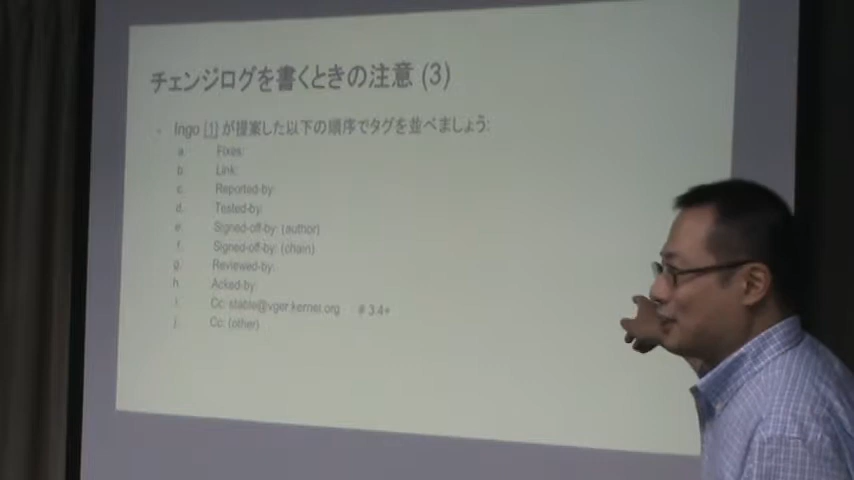 チェンジログを書くときの注意 (3)
Ingo [1] が提案した以下の順序でタグを並べましょう:
a. Fixes:
b. Link:
c. Reported-by:
d. Tested-by:
e. Signed-off-by: (author)
f. Signed-off-by: (chain)
g. Reviewed-by:
h. Acked-by:
i. Cc: stable@vger.kernel.org # 3.4+
j. Cc: (other)